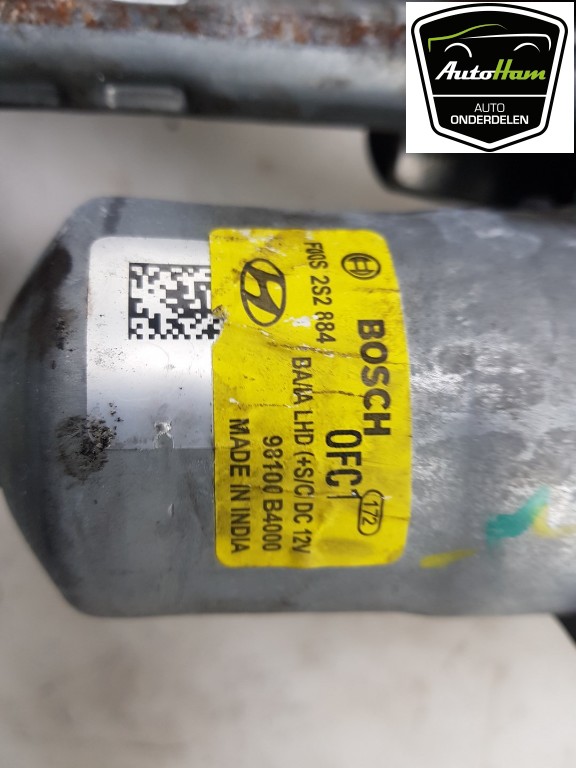 AutoHam
AUTO
ONDERDELEN
BOSCH
0FC1
172
F00S 2S2 884
BA/IA LHD (+S/C) DC 12V
98100 B4000
MADE IN INDIA